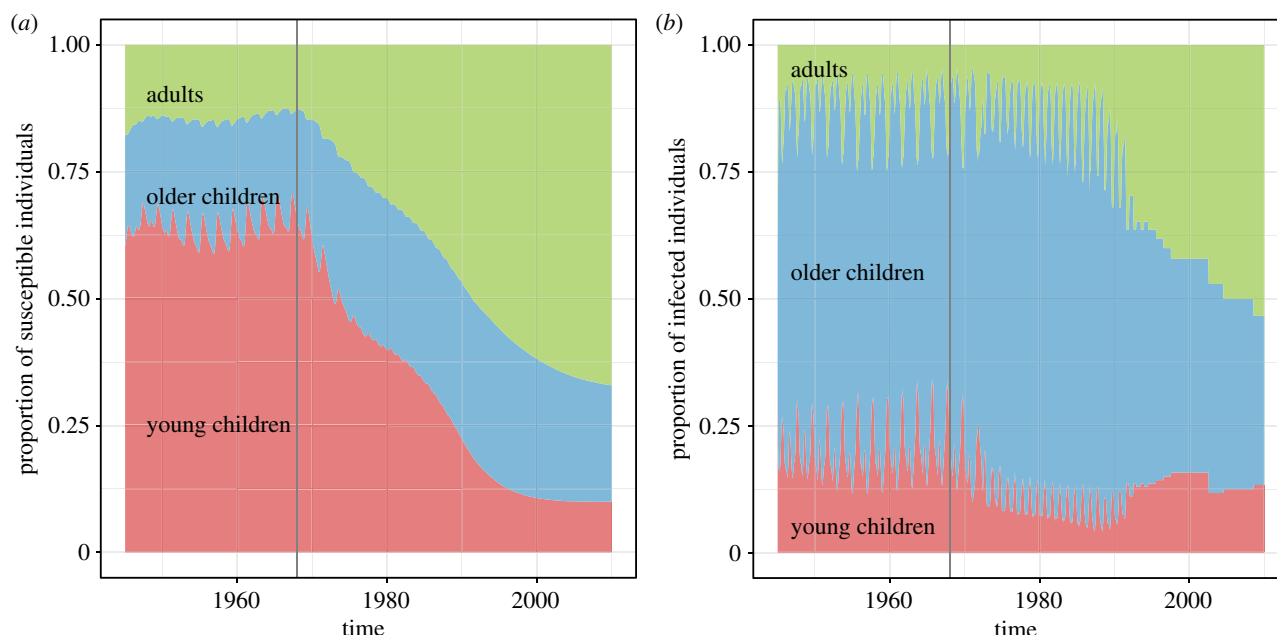 (a)
proportion of susceptible individuals
1.00
0.75
0.50
0.25
0
adults
older children
young children
1960
1980
2000
time
(b)
proportion of infected individuals
1.00
0.75
0.50
0.25
0
adults
older children
young children
1960
1980
2000
time